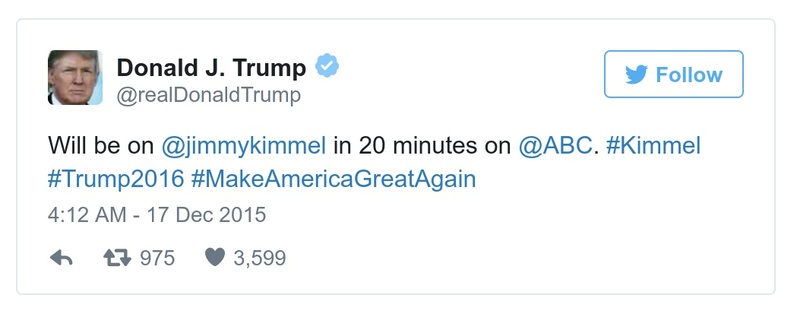 Donald J. Trump
@realDonaldTrump
Follow
Will be on @jimmykimmel in 20 minutes on @ABC. #Kimmel
#Trump2016 #MakeAmericaGreatAgain
4:12 AM - 17 Dec 2015
975 3,599